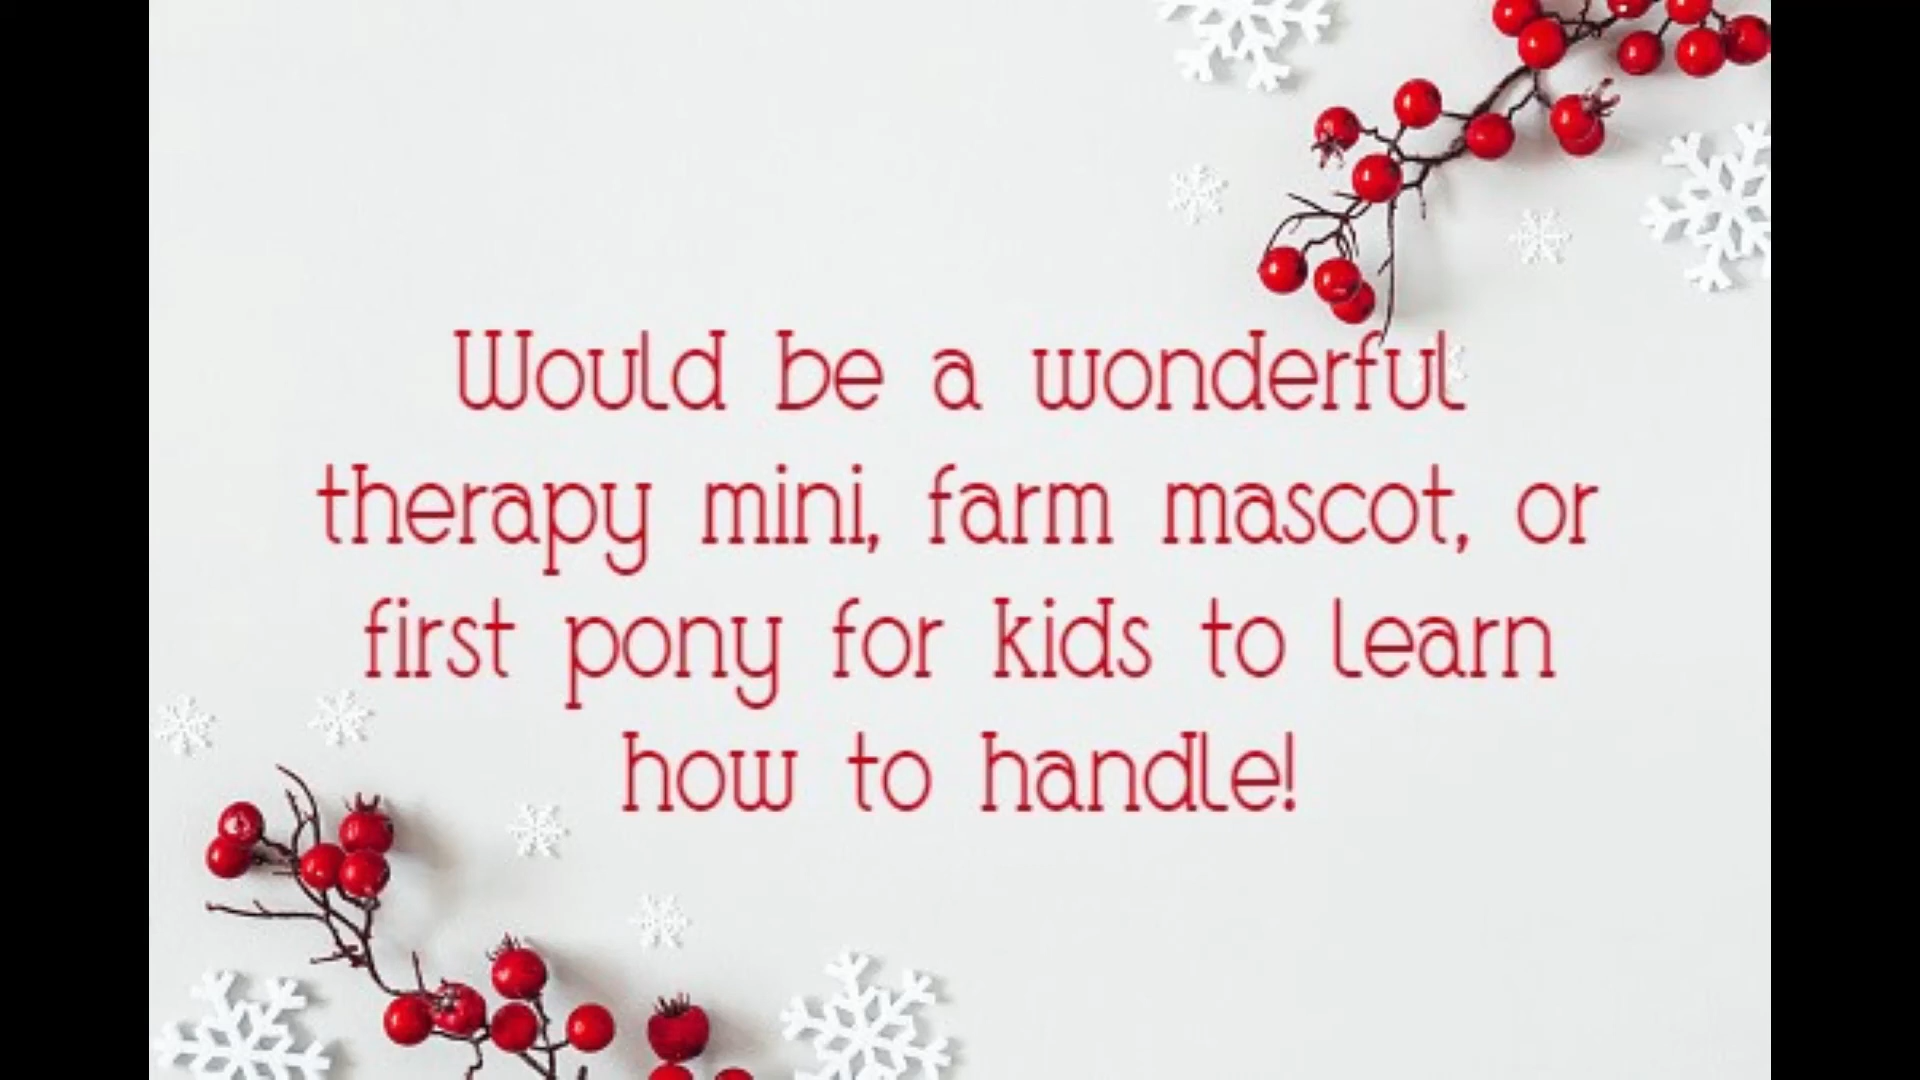 Would be a wonderful
therapy mini, farm mascot, or
first pony for kids to learn
how to handle!